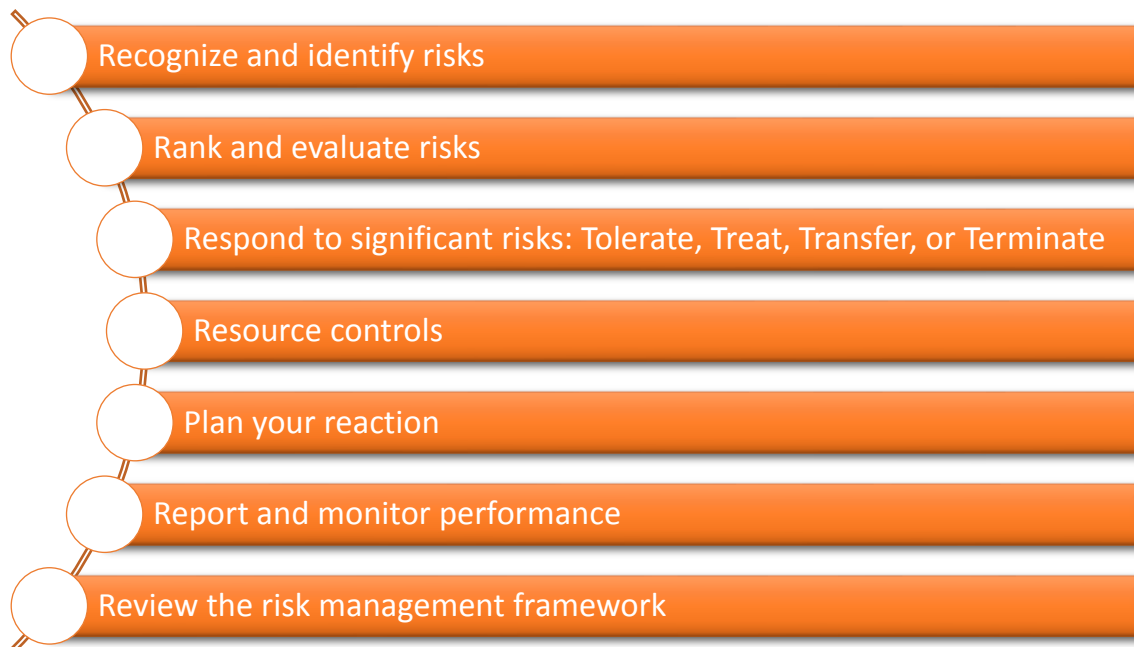 Recognize and identify risks
Rank and evaluate risks
Respond to significant risks: Tolerate, Treat, Transfer, or Terminate
Resource controls
Plan your reaction
Report and monitor performance
Review the risk management framework